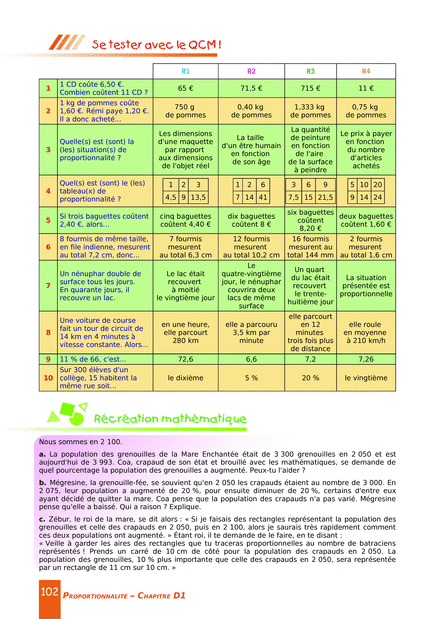 Se tester avec le QCM !
R1 R2 R3 R4
1 1 CD coûte 6,50 €. Combien coûtent 11 CD ? 65 € 71,5 € 715 € 11 €
2 1 kg de pommes coûte 1,60 €. Rémi paye 1,20 €. Il a donc acheté... 750 g de pommes 0,40 kg de pommes 1,333 kg de pommes 0,75 kg de pommes
3 Quelle(s) est (sont) la (les) situation(s) de proportionnalité ? Les dimensions d'une maquette par rapport aux dimensions de l'objet réel La taille d'un être humain en fonction de son âge La quantité de peinture en fonction de l'aire de la surface à peindre Le prix à payer en fonction du nombre d'articles achetés
4 Quel(s) est (sont) le (les) tableau(x) de proportionnalité ? 1 2 3 4,5 9 13,5 1 2 6 7 14 41 3 6 9 7,5 15 21,5 5 10 20 9 14 24
5 Si trois baguettes coûtent 2,40 €, alors... cinq baguettes coûtent 4,40 € dix baguettes coûtent 8 € six baguettes coûtent 8,20 € deux baguettes coûtent 1,60 €
6 8 fourmis de même taille, en file indienne, mesurent au total 7,2 cm, donc... 7 fourmis mesurent au total 6,3 cm 12 fourmis mesurent au total 10,2 cm 16 fourmis mesurent au total 144 mm 2 fourmis mesurent au total 1,6 cm
7 Un nénuphar double de surface tous les jours. En quarante jours, il recouvre un lac. Le lac était recouvert à moitié le vingtième jour Le quatre-vingtième jour, le nénuphar couvrira deux lacs de même surface Un quart du lac était recouvert le trente-huitième jour La situation présentée est proportionnelle
8 Une voiture de course fait un tour de circuit de 14 km en 4 minutes à vitesse constante. Alors... en une heure, elle parcourt 280 km elle a parcouru 3,5 km par minute elle parcourt en 12 minutes trois fois plus de distance elle roule en moyenne à 210 km/h
9 11 % de 66, c'est... 72,6 6,6 7,2 7,26
10 Sur 300 élèves d'un collège, 15 habitent la même rue soit... le dixième 5 % 20 % le vingtième
Récréation mathématique
Nous sommes en 2 100.
a. La population des grenouilles de la Mare Enchantée était de 3 300 grenouilles en 2 050 et est
aujourd'hui de 3 993. Coa, crapaud de son état et brouillé avec les mathématiques, se demande de
quel pourcentage la population des grenouilles a augmenté. Peux-tu l'aider ?
b. Mégresine, la grenouille-fée, se souvient qu'en 2 050 les crapauds étaient au nombre de 3 000. En
2 075, leur population a augmenté de 20 %, pour ensuite diminuer de 20 %, certains d'entre eux
ayant décidé de quitter la mare. Coa pense que la population des crapauds n'a pas varié. Mégresine
pense qu'elle a baissé. Qui a raison ? Explique.
c. Zébur, le roi de la mare, se dit alors : « Si je faisais des rectangles représentant la population des
grenouilles et celle des crapauds en 2 050, puis en 2 100, alors je saurais très rapidement comment
ces deux populations ont augmenté. » Étant roi, il te demande de le faire, en te disant :
« Veille à garder les aires des rectangles que tu traceras proportionnelles au nombre de batraciens
représentés ! Prends un carré de 10 cm de côté pour la population des crapauds en 2 050. La
population des grenouilles, 10 % plus importante que celle des crapauds en 2 050, sera représentée
par un rectangle de 11 cm sur 10 cm. »
102 PROPORTIONNALITÉ – CHAPITRE D1